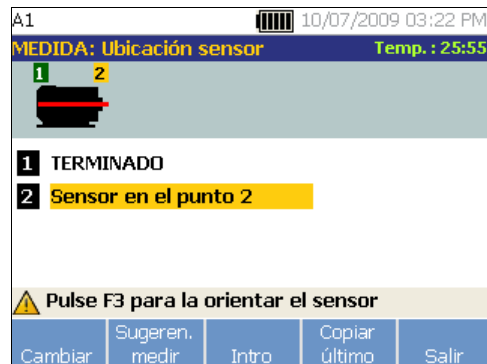 A1 10/07/2009 03:22 PM
MEDIDA: Ubicación sensor Temp. : 25:55
1 2
1 TERMINADO
2 Sensor en el punto 2
Pulse F3 para la orientar el sensor
Sugeren. Copiar
Cambiar medir Intro último Salir